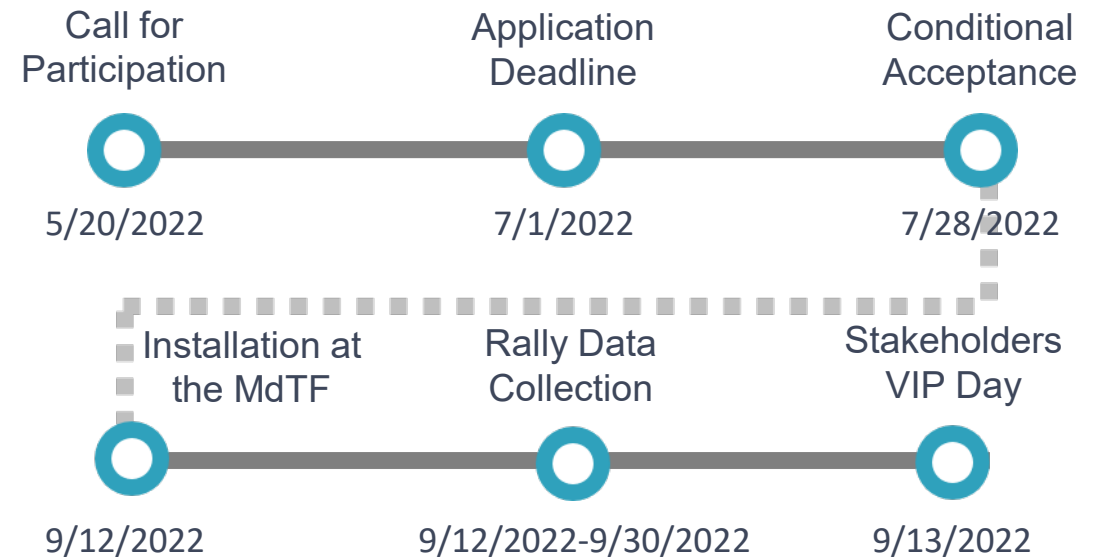 Call for
Participation
Application
Deadline
Conditional
Acceptance
5/20/2022
7/1/2022
7/28/2022
Installation at
the MdTF
Rally Data
Collection
Stakeholders
VIP Day
9/12/2022
9/12/2022-9/30/2022
9/13/2022